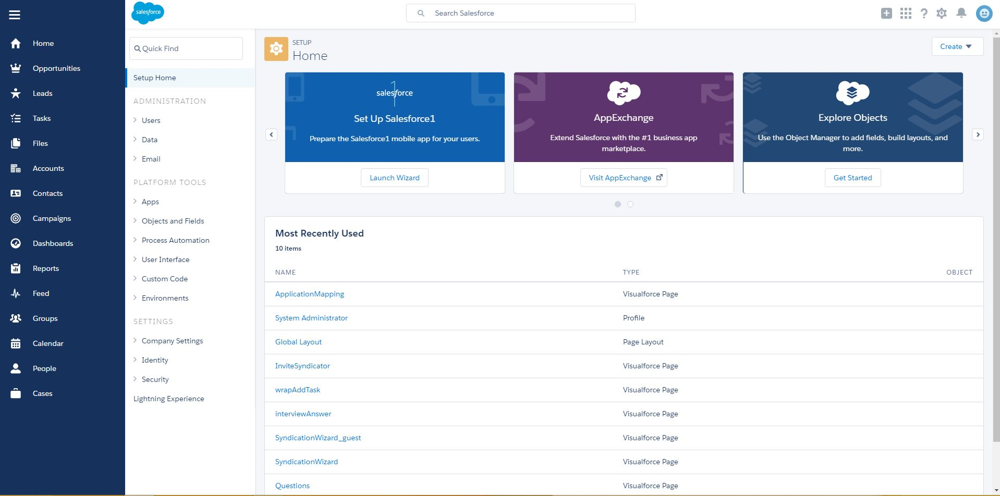 salesforce
Search Salesforce
Home
Opportunities
Leads
Tasks
Files
Accounts
Contacts
Campaigns
Dashboards
Reports
Feed
Groups
Calendar
People
Cases
Quick Find
Setup Home
ADMINISTRATION
Users
Data
Email
PLATFORM TOOLS
Apps
Objects and Fields
Process Automation
User Interface
Custom Code
Environments
SETTINGS
Company Settings
Identity
Security
Lightning Experience
SETUP
Home
Create
salesforce1
Set Up Salesforce1
Prepare the Salesforce1 mobile app for your users.
Launch Wizard
AppExchange
Extend Salesforce with the #1 business app
marketplace.
Visit AppExchange
Explore Objects
Use the Object Manager to add fields, build layouts, and
more.
Get Started
Most Recently Used
10 items
NAME TYPE OBJECT
ApplicationMapping Visualforce Page
System Administrator Profile
Global Layout Page Layout
InviteSyndicator Visualforce Page
wrapAddTask Visualforce Page
interviewAnswer Visualforce Page
SyndicationWizard_guest Visualforce Page
SyndicationWizard Visualforce Page
Questions Visualforce Page